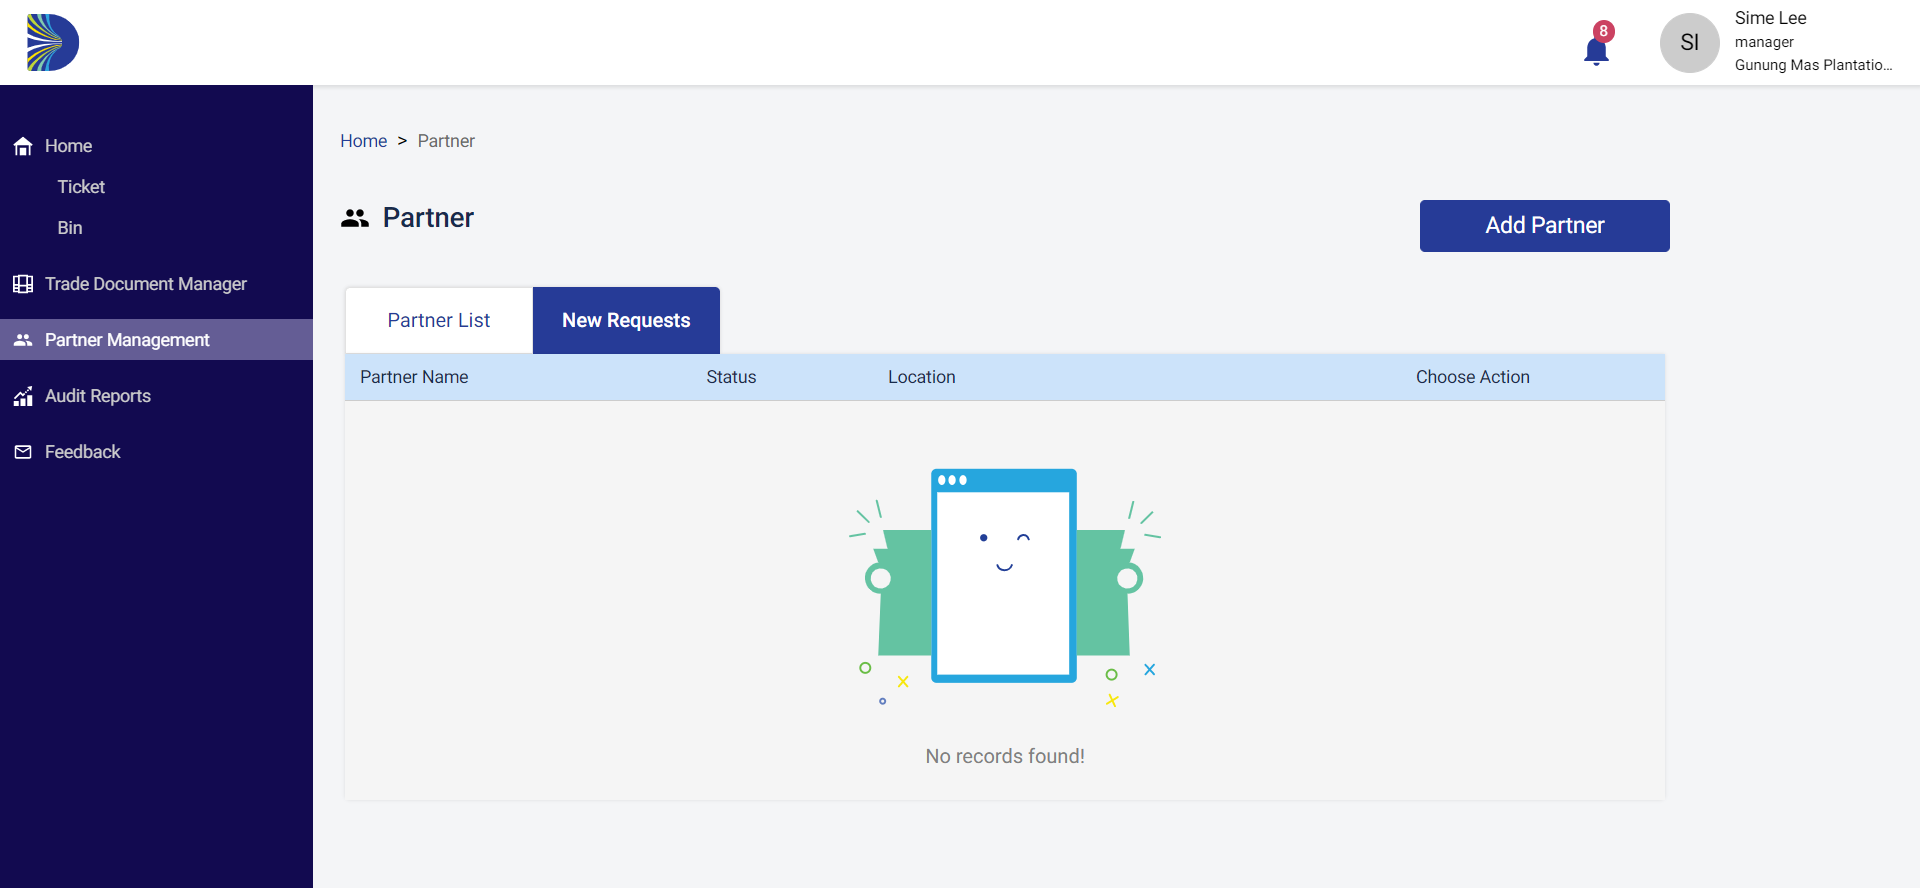 8
SI
Sime Lee
manager
Gunung Mas Plantatio...
Home
Ticket
Bin
Trade Document Manager
Partner Management
Audit Reports
Feedback
Home > Partner
Partner
Add Partner
Partner List
New Requests
Partner Name Status Location Choose Action
No records found!